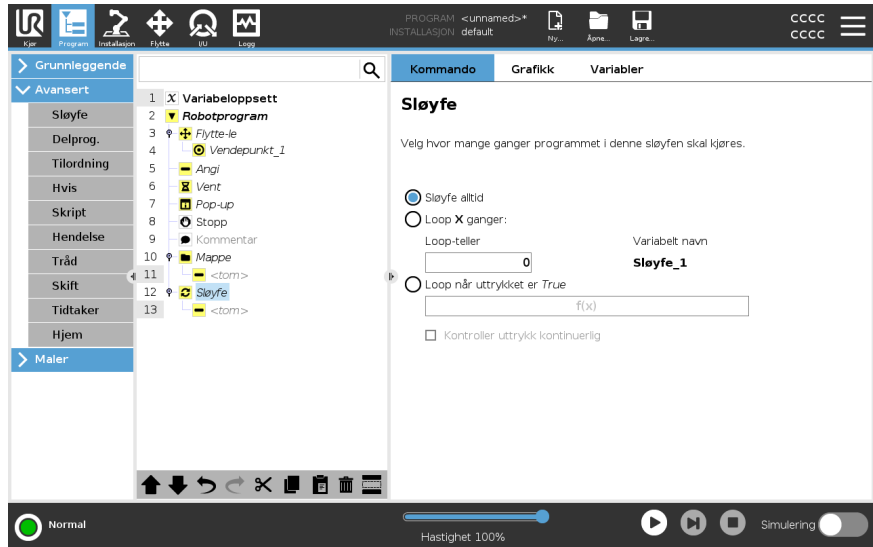 PROGRAM <unnamed>*
INSTALLASJON default
UR
Kjør Program Installasjon Flytte I/U Logg
Ny... Åpne... Lagre...
CCCC
CCCC
Grunnleggende
Avansert
Sløyfe
Delprog.
Tilordning
Hvis
Skript
Hendelse
Tråd
Skift
Tidtaker
Hjem
Maler
1 X Variabeloppsett
2 Robotprogram
3 Flytte-le
4 Vendepunkt_1
5 Angi
6 Vent
7 Pop-up
8 Stopp
9 Kommentar
10 Mappe
11 <tom>
12 Sløyfe
13 <tom>
Kommando Grafikk Variabler
Sløyfe
Velg hvor mange ganger programmet i denne sløyfen skal kjøres.
Sløyfe alltid
Loop X ganger:
Loop-teller Variabelt navn
0 Sløyfe_1
Loop når uttrykket er True
f(x)
Kontroller uttrykk kontinuerlig
Normal
Hastighet 100%
Simulering